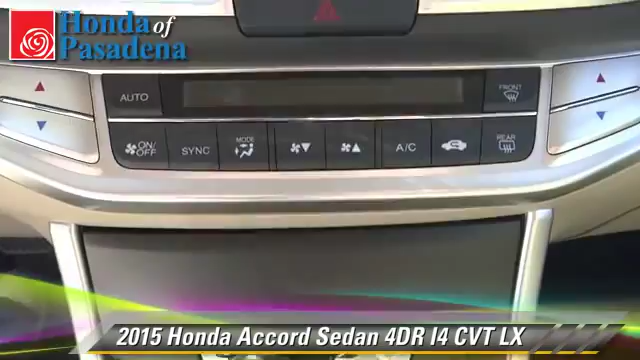 Honda of
Pasadena
AUTO
FRONT
ON/
OFF
SYNC
MODE
A/C
REAR
2015 Honda Accord Sedan 4DR I4 CVT LX